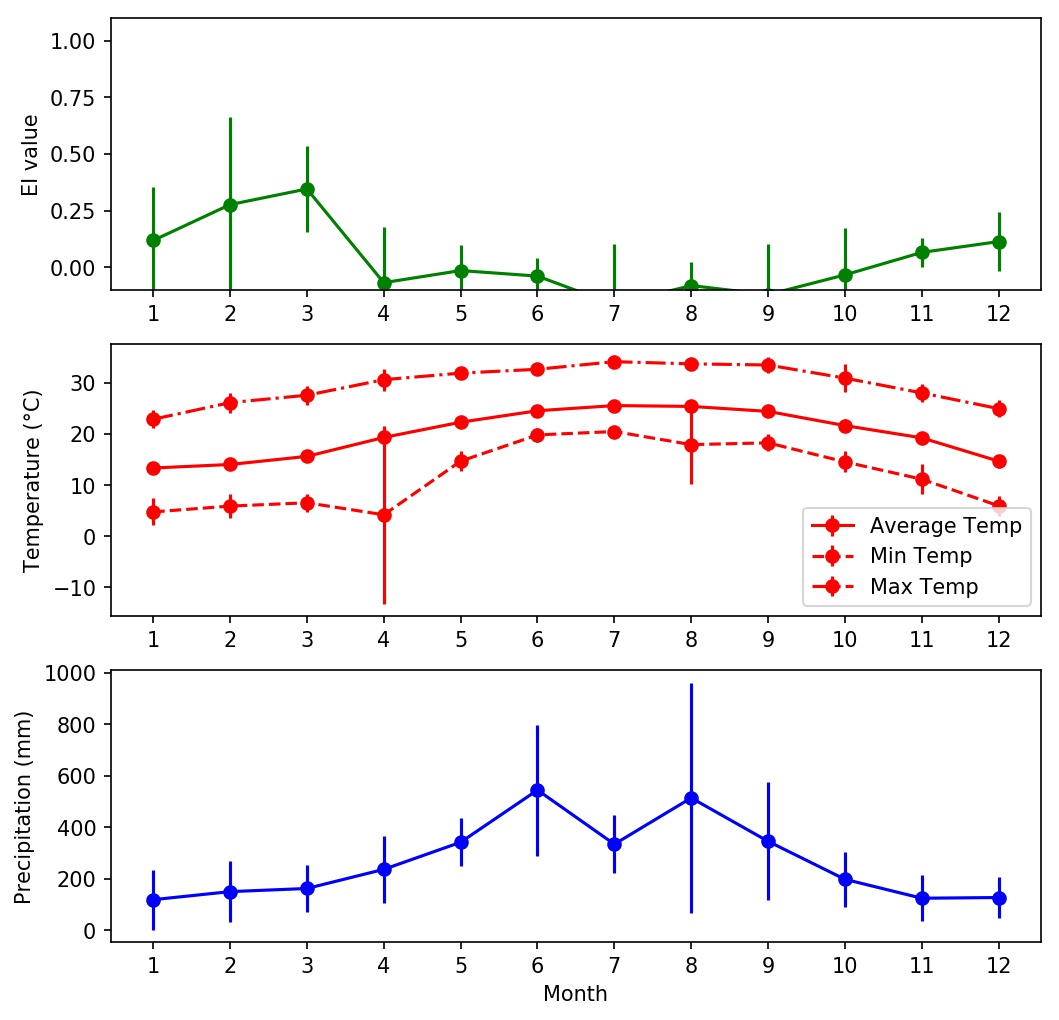 1.00
0.75
0.50
0.25
0.00
EI value
1 2 3 4 5 6 7 8 9 10 11 12
30
20
10
0
−10
Temperature (°C)
Average Temp
Min Temp
Max Temp
1 2 3 4 5 6 7 8 9 10 11 12
1000
800
600
400
200
0
Precipitation (mm)
1 2 3 4 5 6 7 8 9 10 11 12
Month